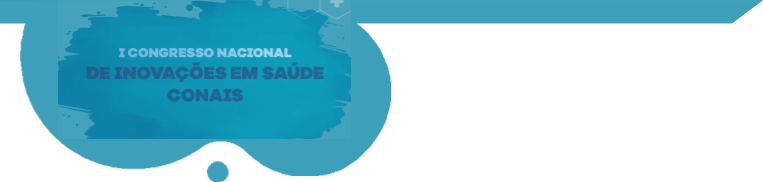 I CONGRESSO NACIONAL
DE INOVAÇÕES EM SAÚDE
CONAIS